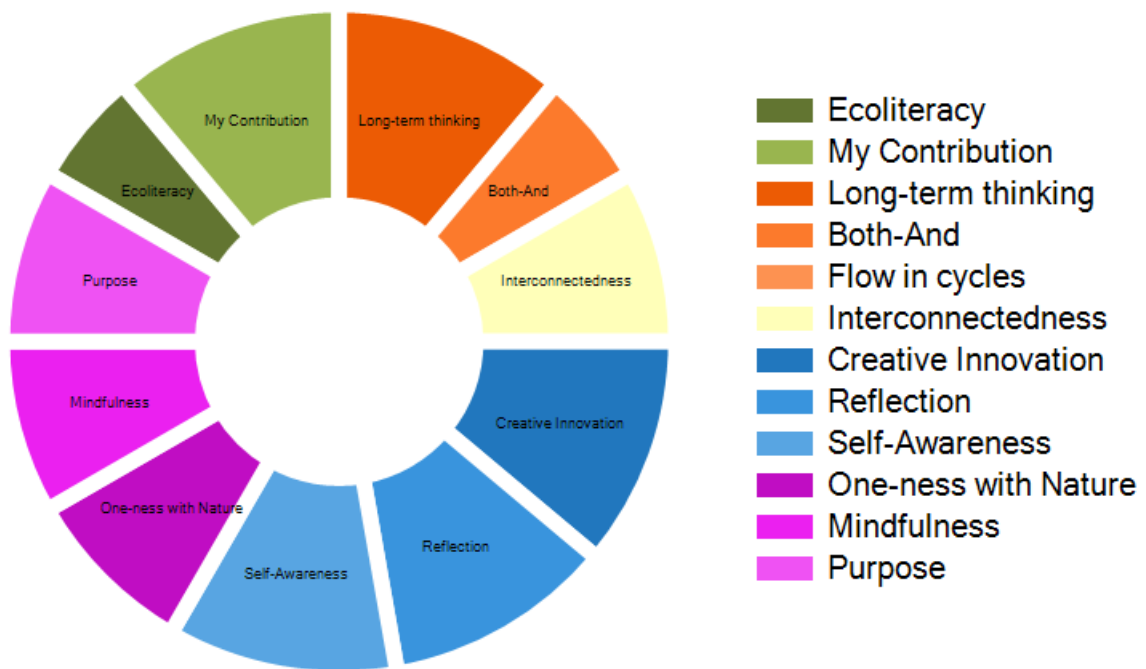 My Contribution
Long-term thinking
Ecoliteracy
Both-And
Purpose
Interconnectedness
Mindfulness
Creative Innovation
One-ness with Nature
Reflection
Self-Awareness
Ecoliteracy
My Contribution
Long-term thinking
Both-And
Flow in cycles
Interconnectedness
Creative Innovation
Reflection
Self-Awareness
One-ness with Nature
Mindfulness
Purpose